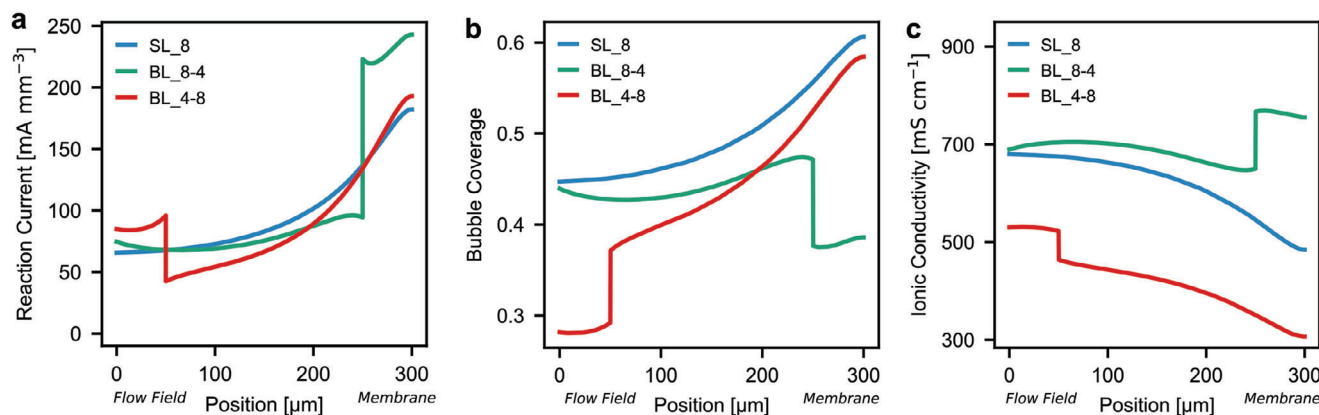 a
Reaction Current [mA mm⁻³]
250
200
150
100
50
0
SL_8
BL_8-4
BL_4-8
0 100 200 300
Flow Field Position [µm] Membrane
b
Bubble Coverage
0.6
0.5
0.4
0.3
SL_8
BL_8-4
BL_4-8
0 100 200 300
Flow Field Position [µm] Membrane
c
Ionic Conductivity [mS cm⁻¹]
900
700
500
300
SL_8
BL_8-4
BL_4-8
0 100 200 300
Flow Field Position [µm] Membrane